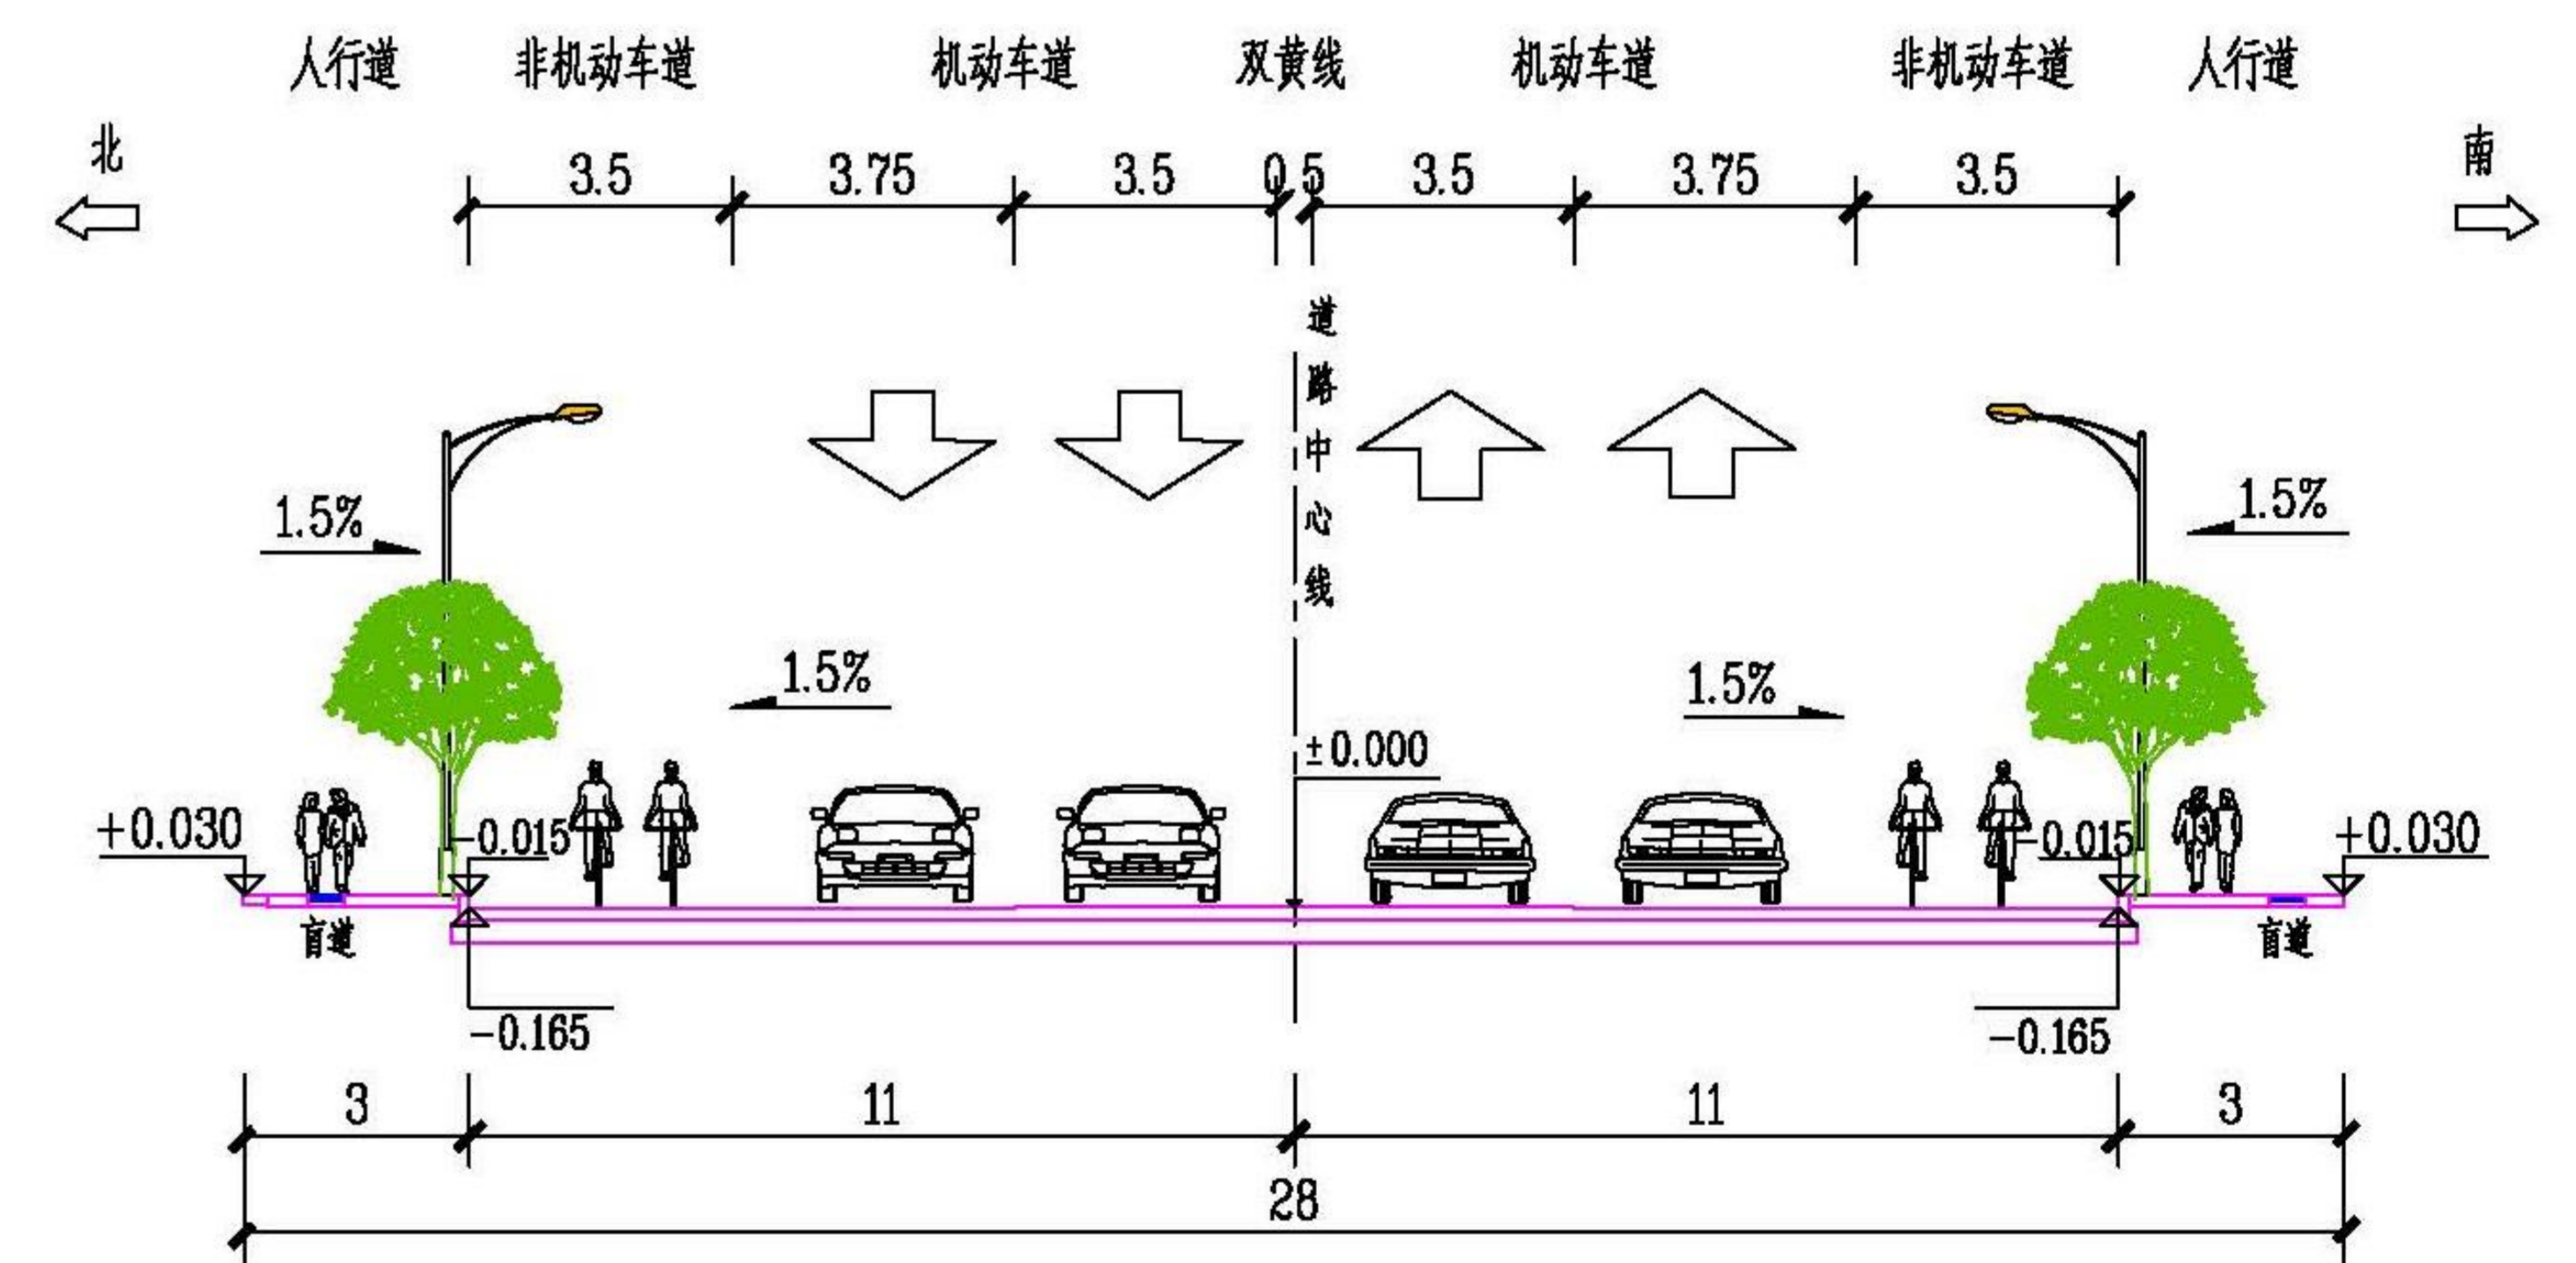 人行道 非机动车道 机动车道 双黄线 机动车道 非机动车道 人行道
北 南
3.5 3.75 3.5 0.5 3.5 3.75 3.5
道路中心线
1.5% 1.5%
1.5% 1.5%
±0.000
+0.030 -0.015 -0.015 +0.030
盲道 盲道
-0.165 -0.165
3 11 11 3
28